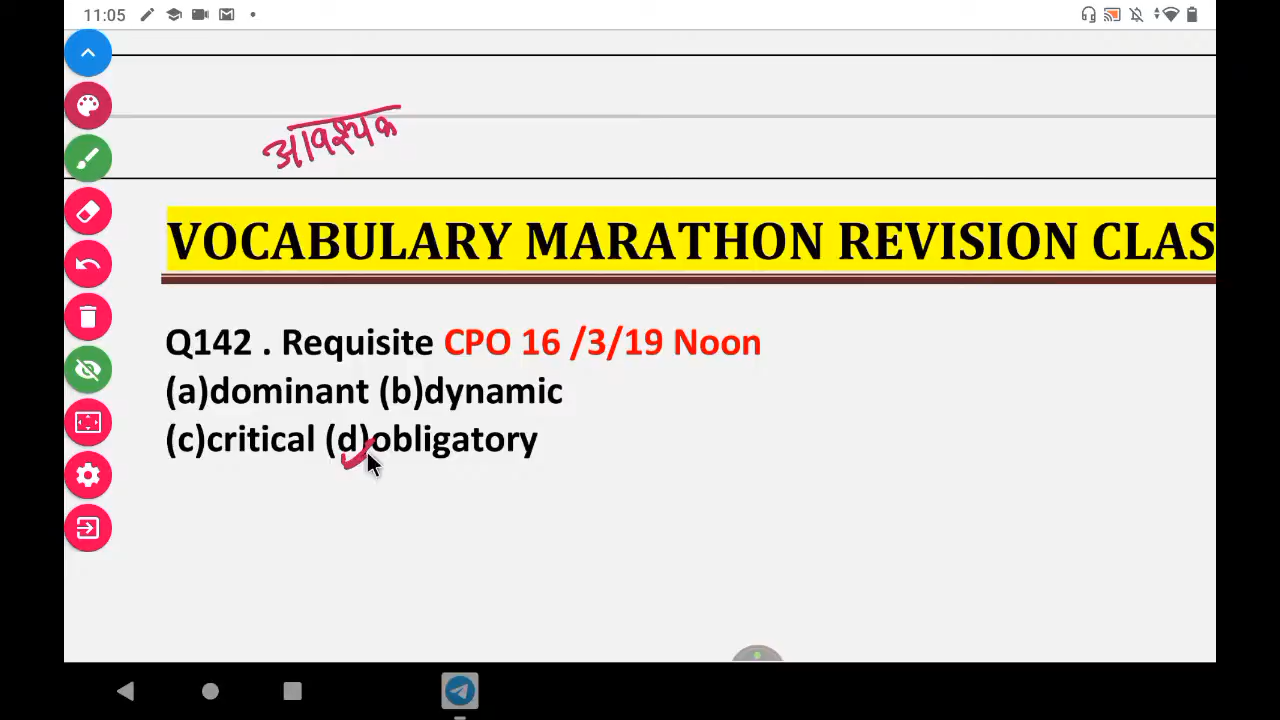 11:05
आवश्यक
VOCABULARY MARATHON REVISION CLAS
Q142 . Requisite CPO 16 /3/19 Noon
(a)dominant (b)dynamic
(c)critical (d)obligatory